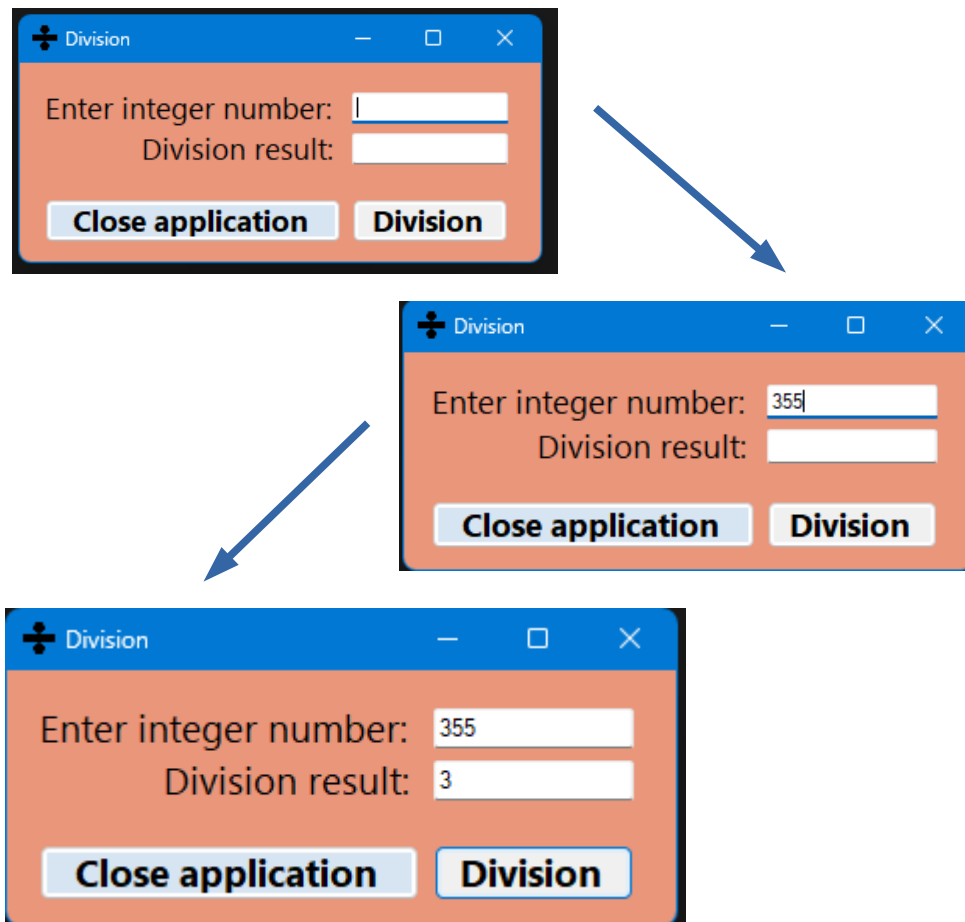 Division
Enter integer number:
Division result:
Close application Division
Division
Enter integer number: 355
Division result:
Close application Division
Division
Enter integer number: 355
Division result: 3
Close application Division